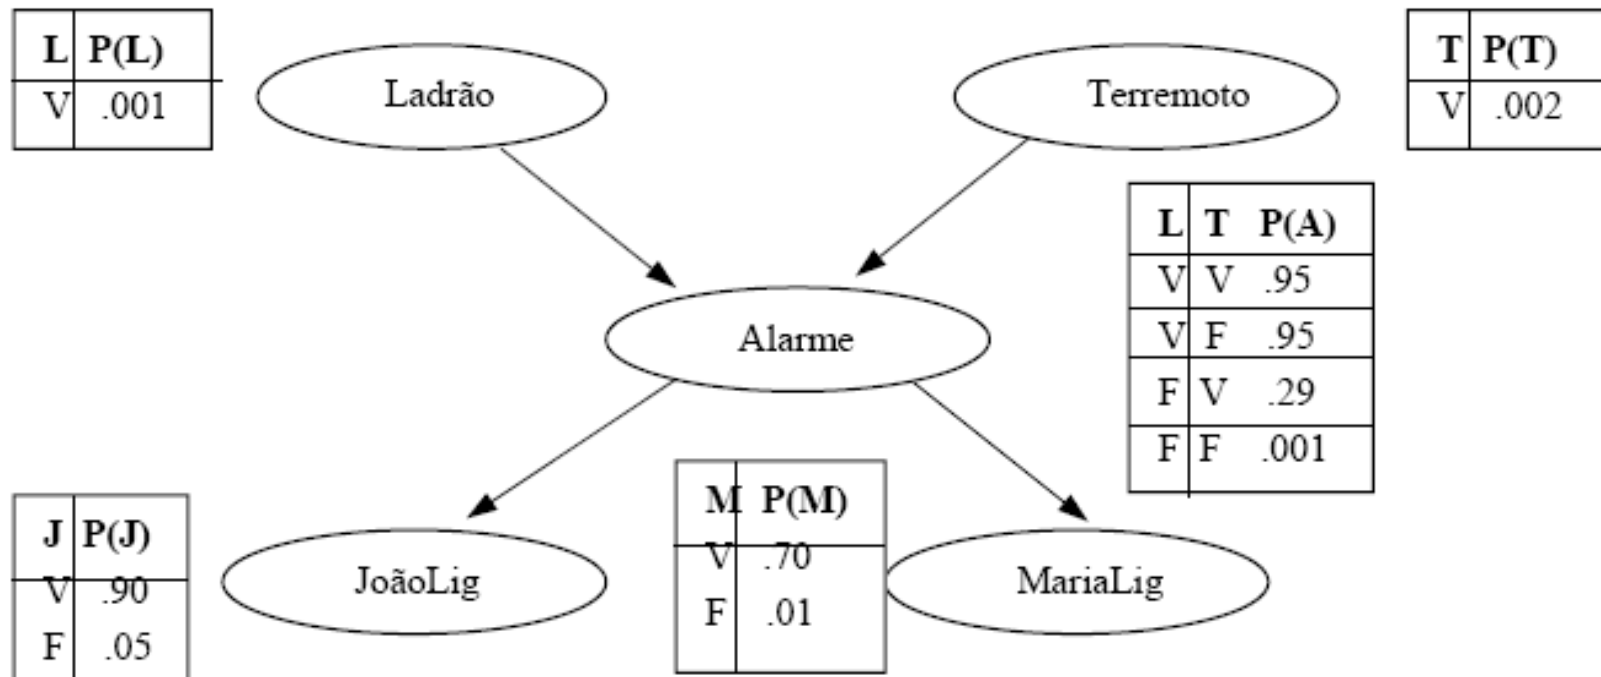 L P(L)
V .001
Ladrão
Terremoto
T P(T)
V .002
L T P(A)
V V .95
V F .95
F V .29
F F .001
Alarme
J P(J)
V .90
F .05
JoãoLig
M P(M)
V .70
F .01
MariaLig